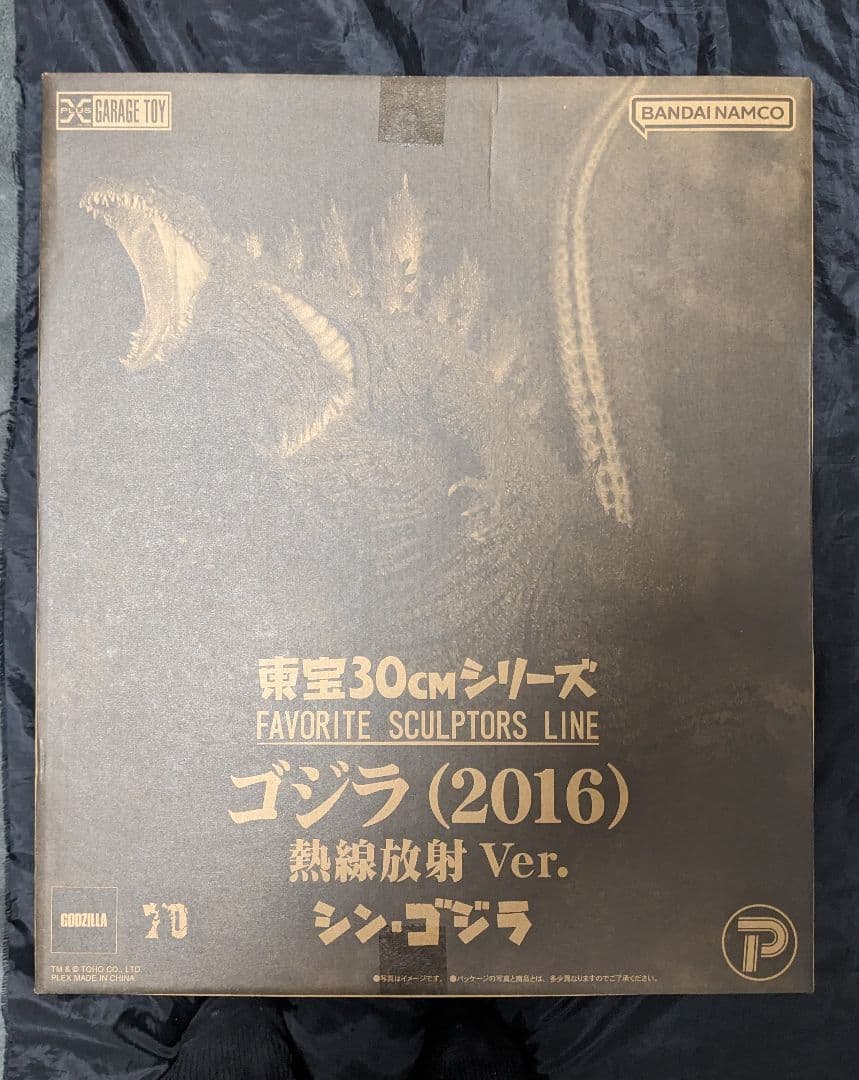 X PLUS GARAGE TOY
BANDAI NAMCO
東宝30CMシリーズ
FAVORITE SCULPTORS LINE
ゴジラ(2016)
熱線放射 Ver.
シン・ゴジラ
GODZILLA
70
P
TM & © TOHO CO., LTD.
PLEX MADE IN CHINA
●写真はイメージです。 ●パッケージの写真と商品とは、多少異なりますのでご了承ください。